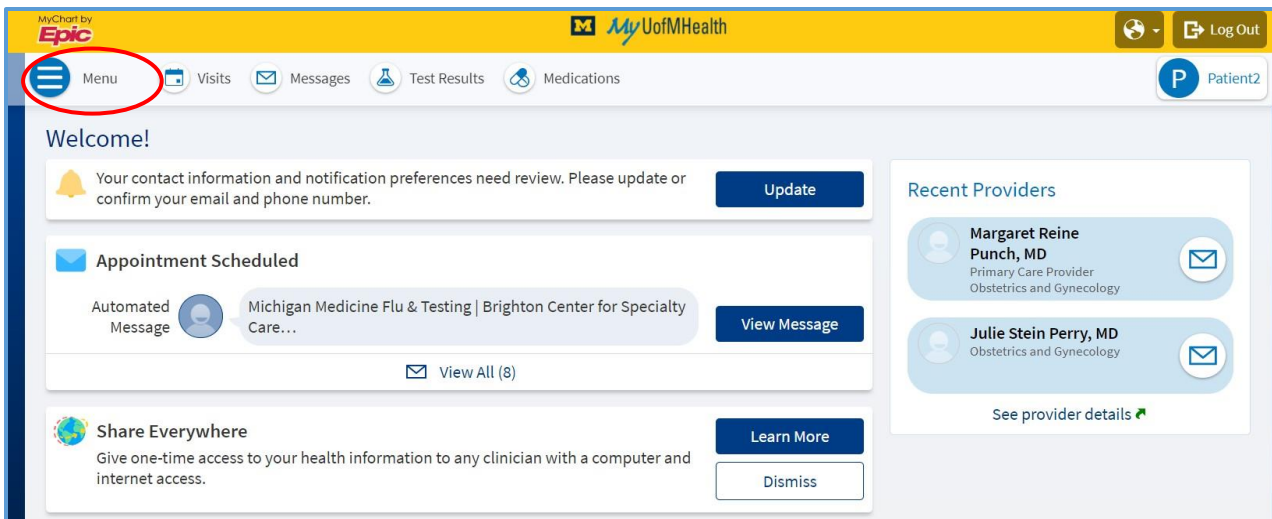 MyChart by
Epic
M MyUofMHealth
Log Out
Menu Visits Messages Test Results Medications
P Patient2
Welcome!
Your contact information and notification preferences need review. Please update or
confirm your email and phone number.
Update
Appointment Scheduled
Automated
Message
Michigan Medicine Flu & Testing | Brighton Center for Specialty
Care...
View Message
View All (8)
Share Everywhere
Give one-time access to your health information to any clinician with a computer and
internet access.
Learn More
Dismiss
Recent Providers
Margaret Reine
Punch, MD
Primary Care Provider
Obstetrics and Gynecology
Julie Stein Perry, MD
Obstetrics and Gynecology
See provider details